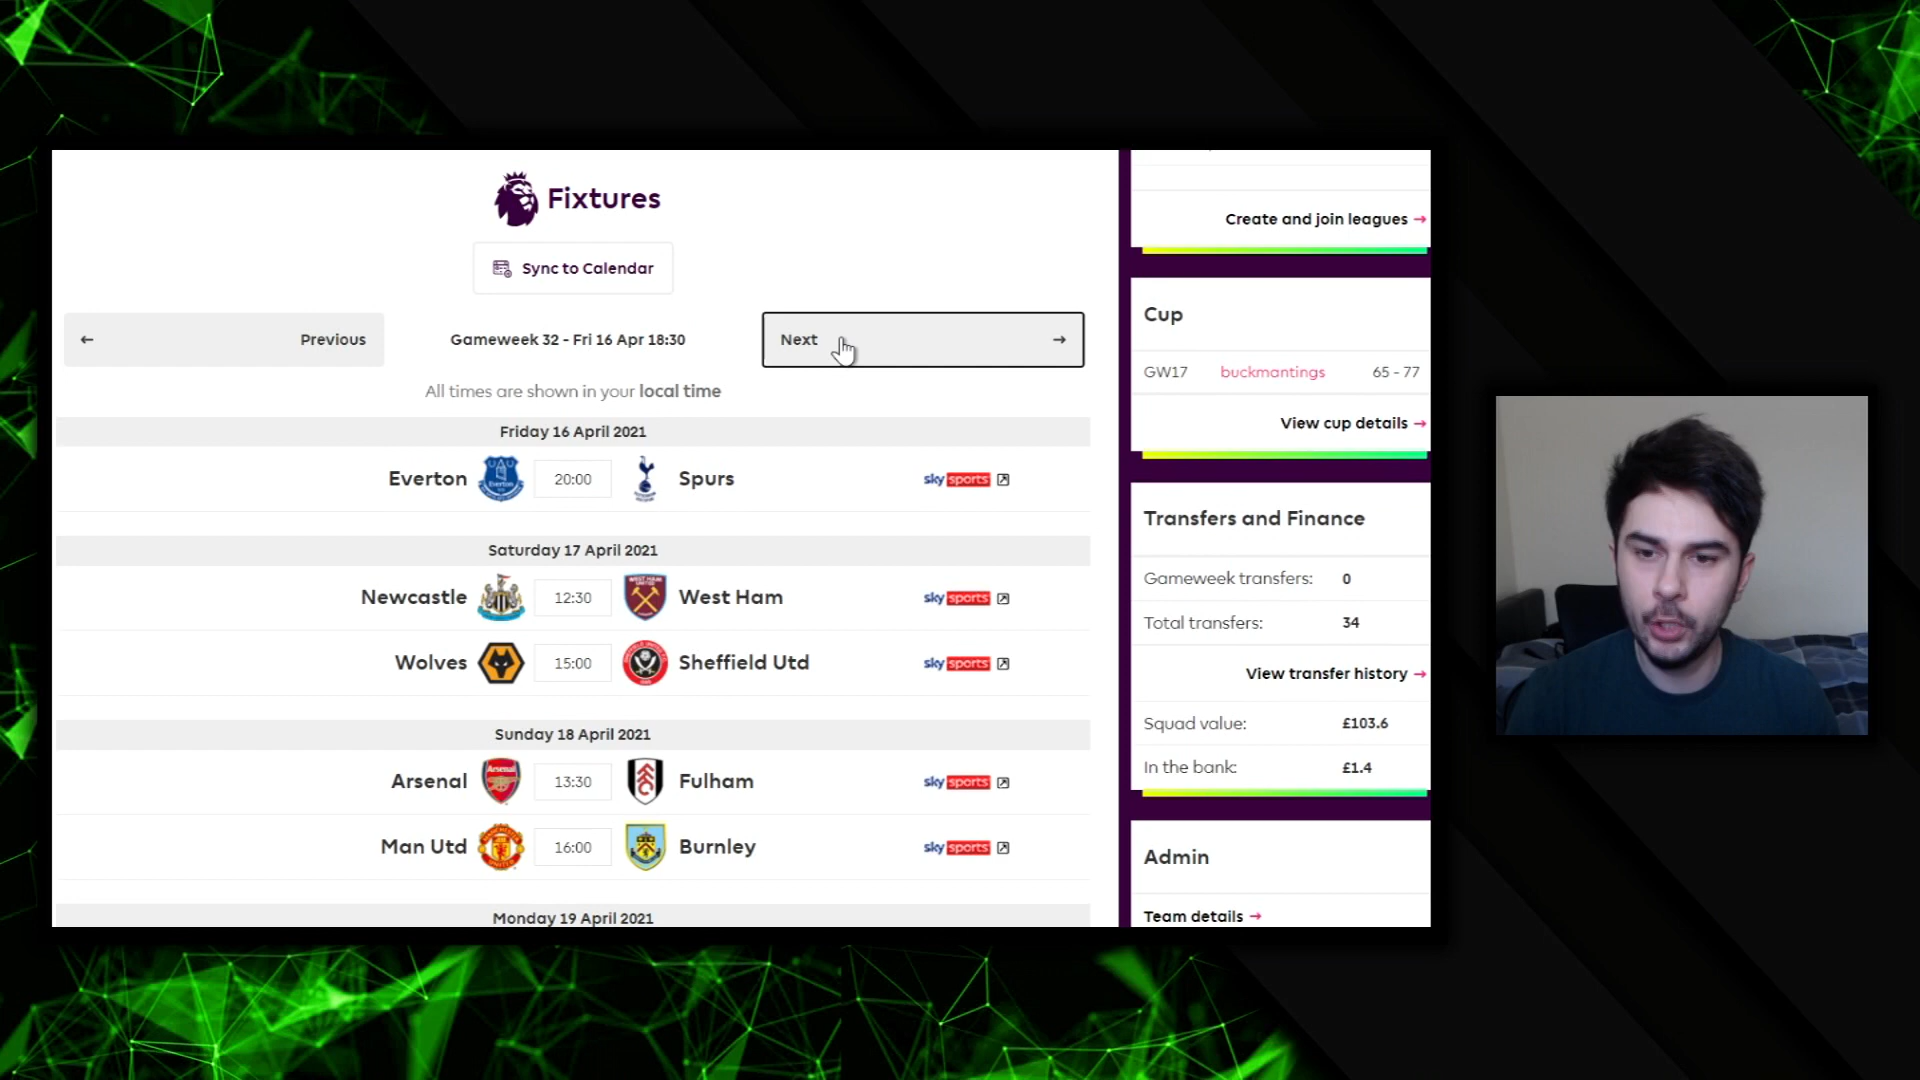 Fixtures
Sync to Calendar
← Previous
Gameweek 32 - Fri 16 Apr 18:30
Next →
All times are shown in your local time
Friday 16 April 2021
Everton 20:00 Spurs sky sports
Saturday 17 April 2021
Newcastle 12:30 West Ham sky sports
Wolves 15:00 Sheffield Utd sky sports
Sunday 18 April 2021
Arsenal 13:30 Fulham sky sports
Man Utd 16:00 Burnley sky sports
Monday 19 April 2021
Create and join leagues →
Cup
GW17 buckmantings 65 - 77
View cup details →
Transfers and Finance
Gameweek transfers: 0
Total transfers: 34
View transfer history →
Squad value: £103.6
In the bank: £1.4
Admin
Team details →